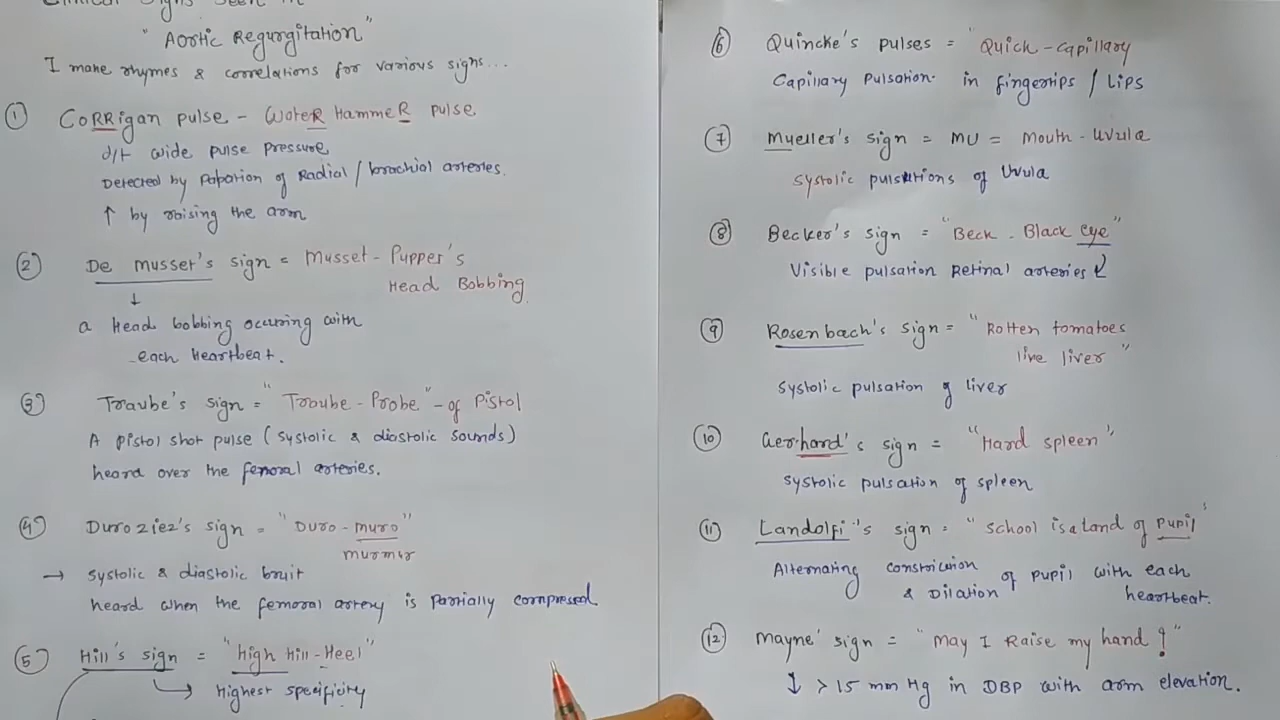 Clinical Signs Seen in
"Aortic Regurgitation"
I make rhymes & correlations for various signs...
① CoRRigan pulse - WateR HammeR pulse.
d/t wide pulse pressure
Detected by Palpation of Radial / brachial arteries.
↑ by raising the arm
② De musset's sign = Musset - Puppet's
Head Bobbing
↓
a Head bobbing occuring with
each heartbeat.
③ Traube's sign = "Traube - Probe" - of Pistol
A pistol shot pulse (systolic & diastolic sounds)
heard over the femoral arteries.
④ Duroziez's sign = "Duro - muro"
murmur
→ systolic & diastolic bruit
heard when the femoral artery is partially compressed
⑤ Hill's sign = "High Hill - Heel"
Highest specificity
⑥ Quincke's pulses = "Quick - capillary
Capillary Pulsation in fingertips / Lips
⑦ Mueller's sign = MU = Mouth - Uvula
systolic pulsations of Uvula
⑧ Becker's sign = "Beck - Black eye"
Visible pulsation Retinal arteries
⑨ Rosenbach's sign = "Rotten tomatoes
live liver"
systolic pulsation of liver
⑩ Gerhard's sign = "Hard spleen"
systolic pulsation of spleen
⑪ Landolfi's sign = "School is a Land of pupil"
Alternating constriction
& Dilation of pupil with each
heartbeat.
⑫ Mayne' sign = "May I Raise my hand!"
↓ > 15 mm Hg in DBP with arm elevation.